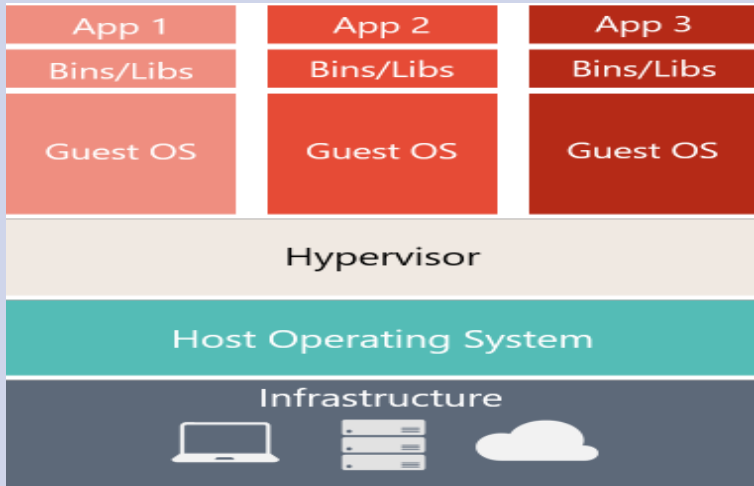 App 1
App 2
App 3
Bins/Libs
Bins/Libs
Bins/Libs
Guest OS
Guest OS
Guest OS
Hypervisor
Host Operating System
Infrastructure